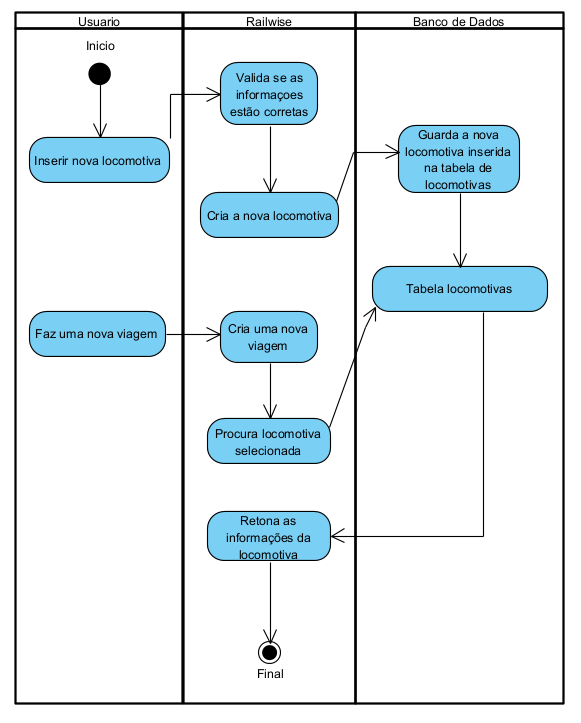 Usuario
Railwise
Banco de Dados
Inicio
Valida se as
informaçoes
estão corretas
Inserir nova locomotiva
Guarda a nova
locomotiva inserida
na tabela de
locomotivas
Cria a nova locomotiva
Tabela locomotivas
Faz uma nova viagem
Cria uma nova
viagem
Procura locomotiva
selecionada
Retona as
informações da
locomotiva
Final